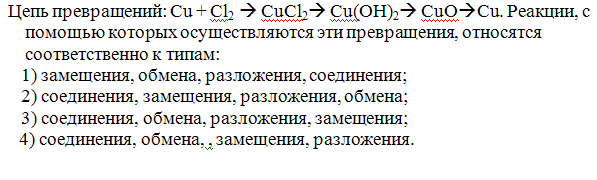 Цепь превращений: Cu + Cl₂ → CuCl₂→ Cu(OH)₂→ CuO→Cu. Реакции, с
помощью которых осуществляются эти превращения, относятся
соответственно к типам:
1) замещения, обмена, разложения, соединения;
2) соединения, замещения, разложения, обмена;
3) соединения, обмена, разложения, замещения;
4) соединения, обмена, , замещения, разложения.